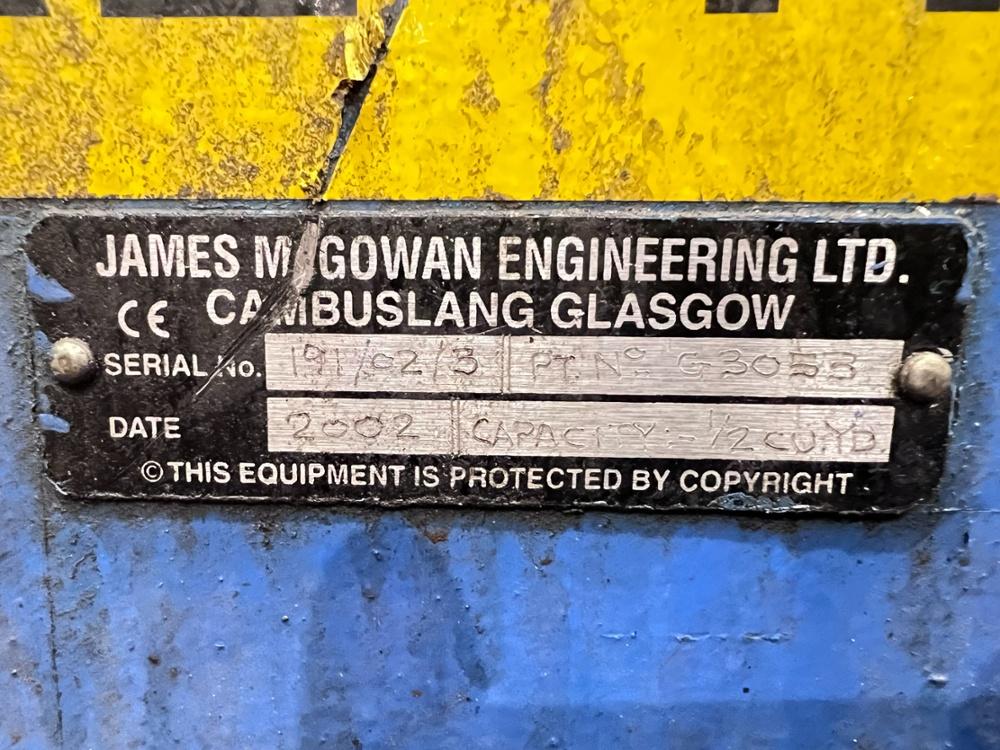 JAMES McGOWAN ENGINEERING LTD.
CE CAMBUSLANG GLASGOW
SERIAL No. 191/02/3 PT. Nº G3053
DATE 2002 CAPACITY:- 1/2 CU.YD
© THIS EQUIPMENT IS PROTECTED BY COPYRIGHT